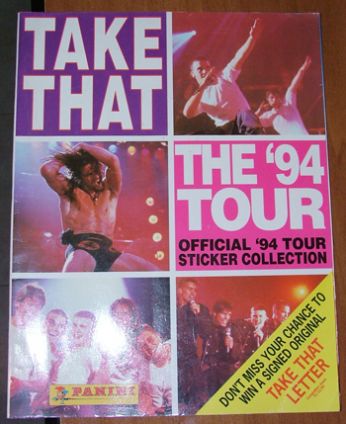 TAKE
THAT
THE '94
TOUR
OFFICIAL '94 TOUR
STICKER COLLECTION
PANINI
DON'T MISS YOUR CHANCE TO
WIN A SIGNED ORIGINAL
TAKE THAT
LETTER